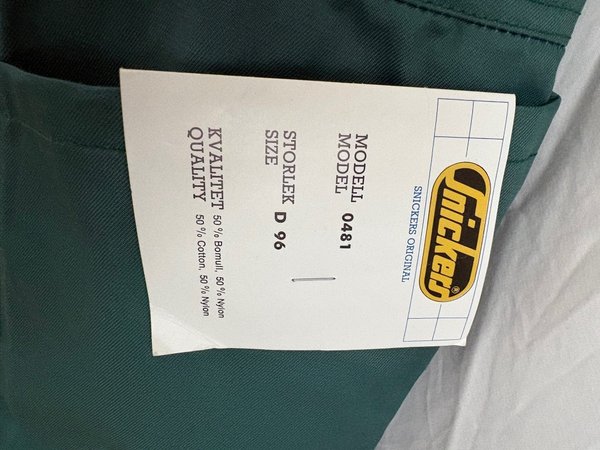 Snickers®
SNICKERS ORIGINAL
MODELL
MODEL 0481
STORLEK
SIZE D 96
KVALITET 50 % Bomull, 50 % Nylon
QUALITY 50 % Cotton, 50 % Nylon